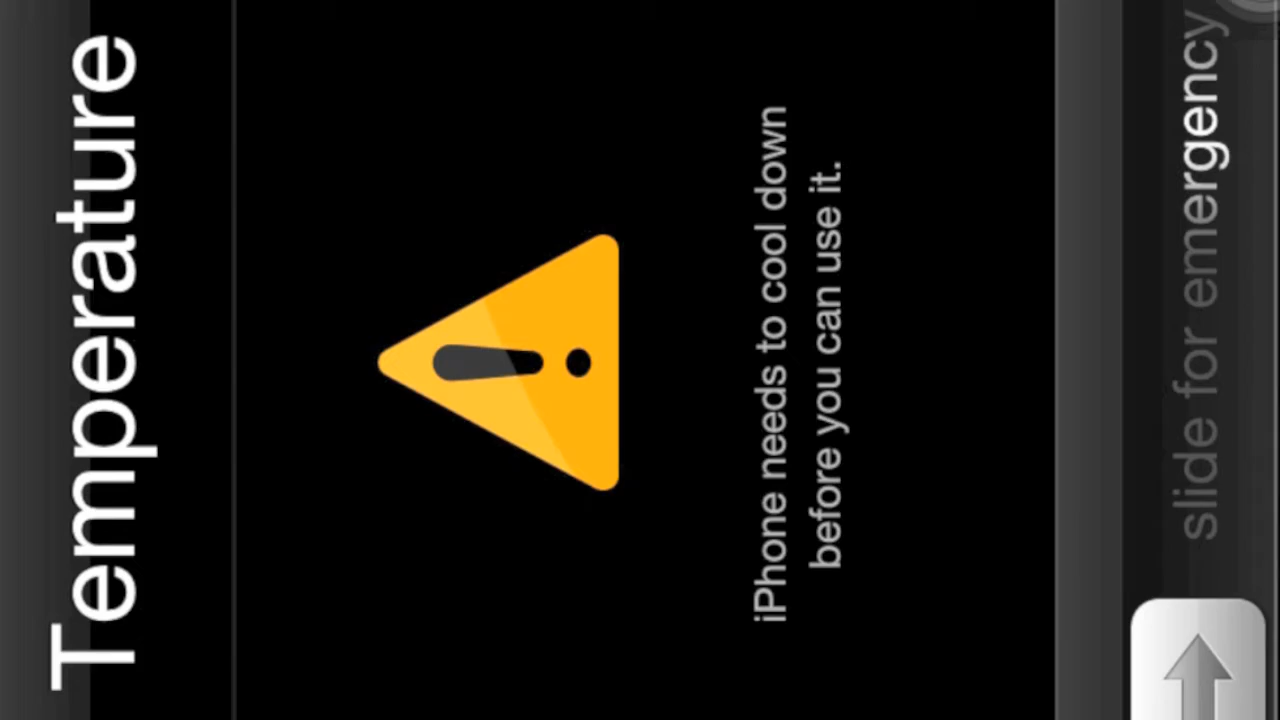 Temperature
iPhone needs to cool down
before you can use it.
slide for emergency